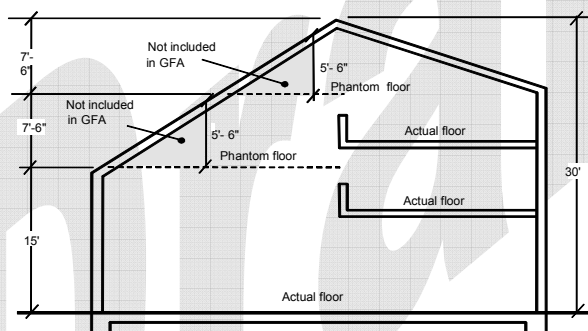 7'-
6"
Not included
in GFA
5'- 6"
Phantom floor
7'-6"
Not included
in GFA
5'- 6"
Phantom floor
Actual floor
30'
Actual floor
15'
Actual floor